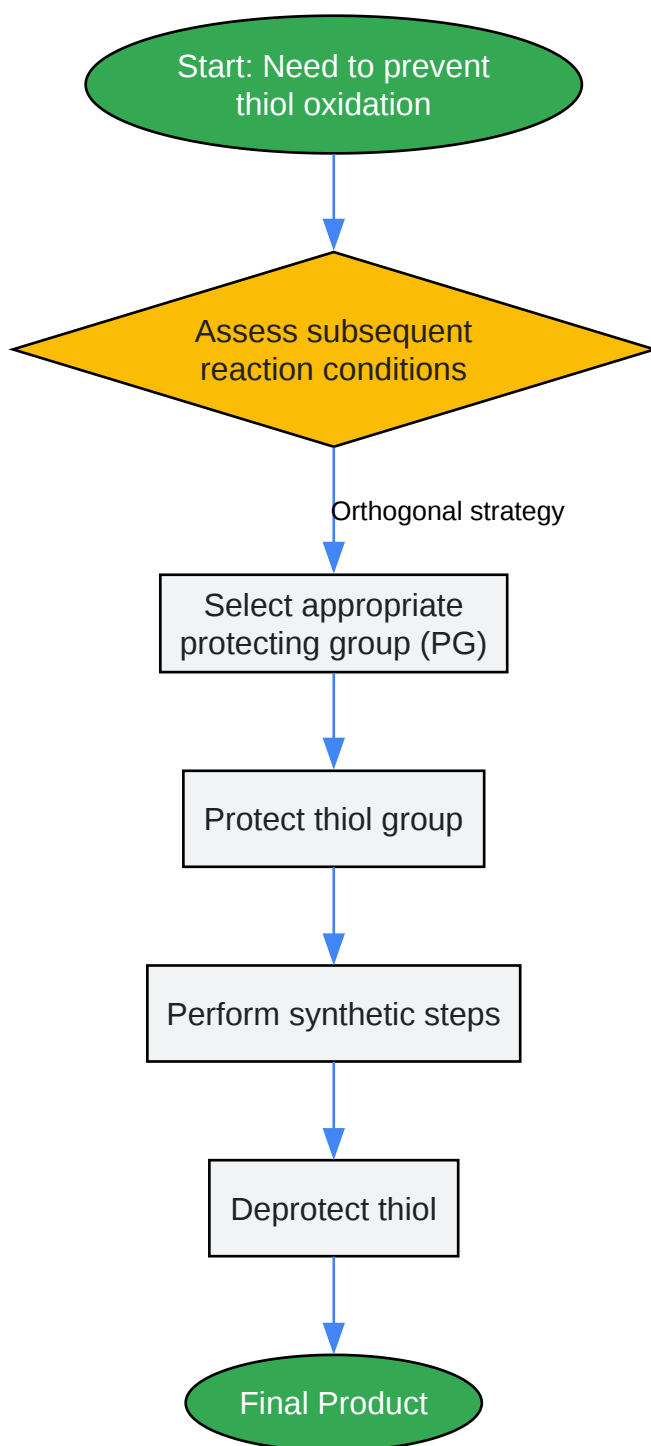 Start: Need to prevent
thiol oxidation
Assess subsequent
reaction conditions
Orthogonal strategy
Select appropriate
protecting group (PG)
Protect thiol group
Perform synthetic steps
Deprotect thiol
Final Product